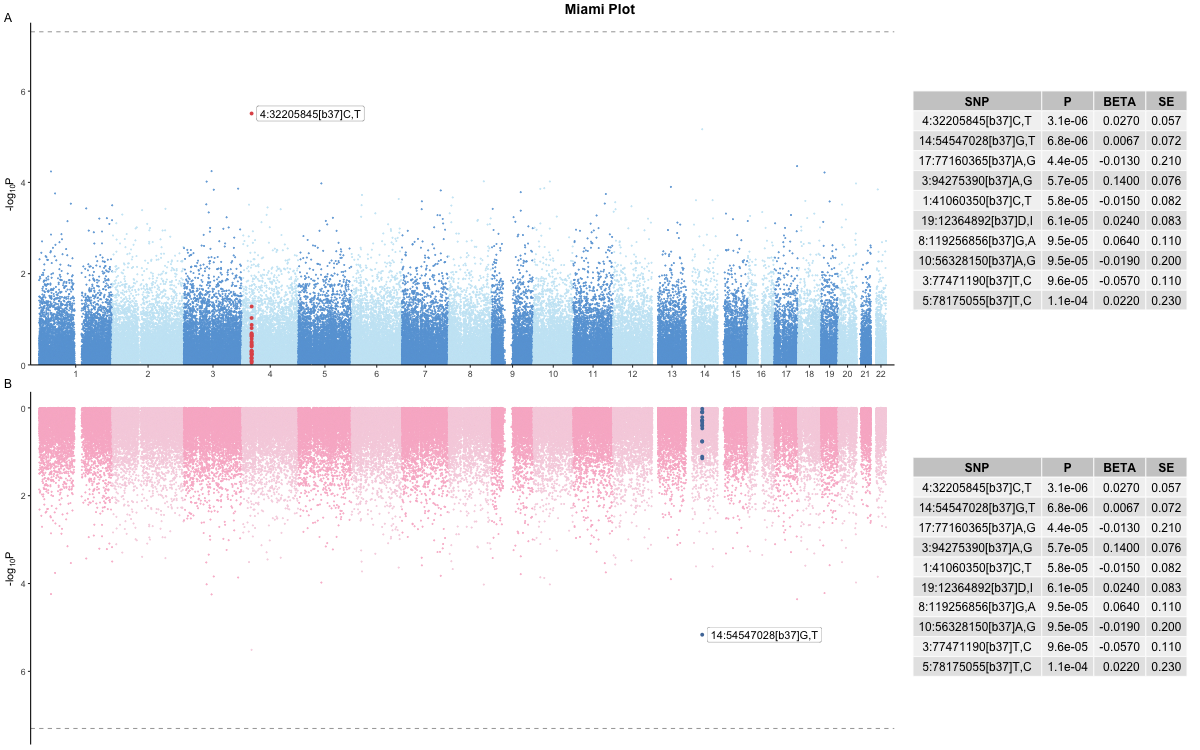 Miami Plot
A
-log10P
6
4
2
0
4:32205845[b37]C,T
1 2 3 4 5 6 7 8 9 10 11 12 13 14 15 16 17 18 19 20 21 22
SNP P BETA SE
4:32205845[b37]C,T 3.1e-06 0.0270 0.057
14:54547028[b37]G,T 6.8e-06 0.0067 0.072
17:77160365[b37]A,G 4.4e-05 -0.0130 0.210
3:94275390[b37]A,G 5.7e-05 0.1400 0.076
1:41060350[b37]C,T 5.8e-05 -0.0150 0.082
19:12364892[b37]D,I 6.1e-05 0.0240 0.083
8:119256856[b37]G,A 9.5e-05 0.0640 0.110
10:56328150[b37]A,G 9.5e-05 -0.0190 0.200
3:77471190[b37]T,C 9.6e-05 -0.0570 0.110
5:78175055[b37]T,C 1.1e-04 0.0220 0.230
B
-log10P
0
2
4
6
14:54547028[b37]G,T
SNP P BETA SE
4:32205845[b37]C,T 3.1e-06 0.0270 0.057
14:54547028[b37]G,T 6.8e-06 0.0067 0.072
17:77160365[b37]A,G 4.4e-05 -0.0130 0.210
3:94275390[b37]A,G 5.7e-05 0.1400 0.076
1:41060350[b37]C,T 5.8e-05 -0.0150 0.082
19:12364892[b37]D,I 6.1e-05 0.0240 0.083
8:119256856[b37]G,A 9.5e-05 0.0640 0.110
10:56328150[b37]A,G 9.5e-05 -0.0190 0.200
3:77471190[b37]T,C 9.6e-05 -0.0570 0.110
5:78175055[b37]T,C 1.1e-04 0.0220 0.230